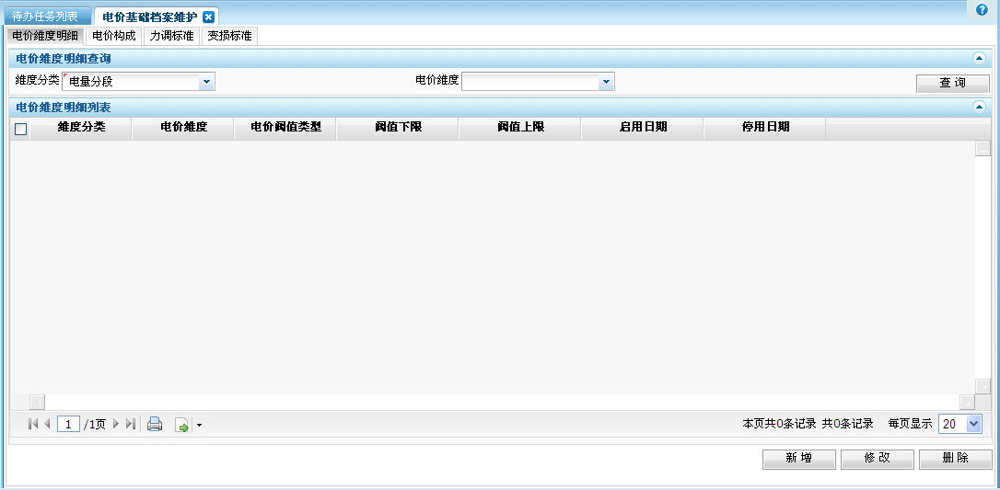 待办任务列表 电价基础档案维护
电价维度明细 电价构成 力调标准 变损标准
电价维度明细查询
维度分类 电量分段 电价维度 查 询
电价维度明细列表
维度分类 电价维度 电价阀值类型 阀值下限 阀值上限 启用日期 停用日期
1 /1页 本页共0条记录 共0条记录 每页显示 20
新 增 修 改 删 除